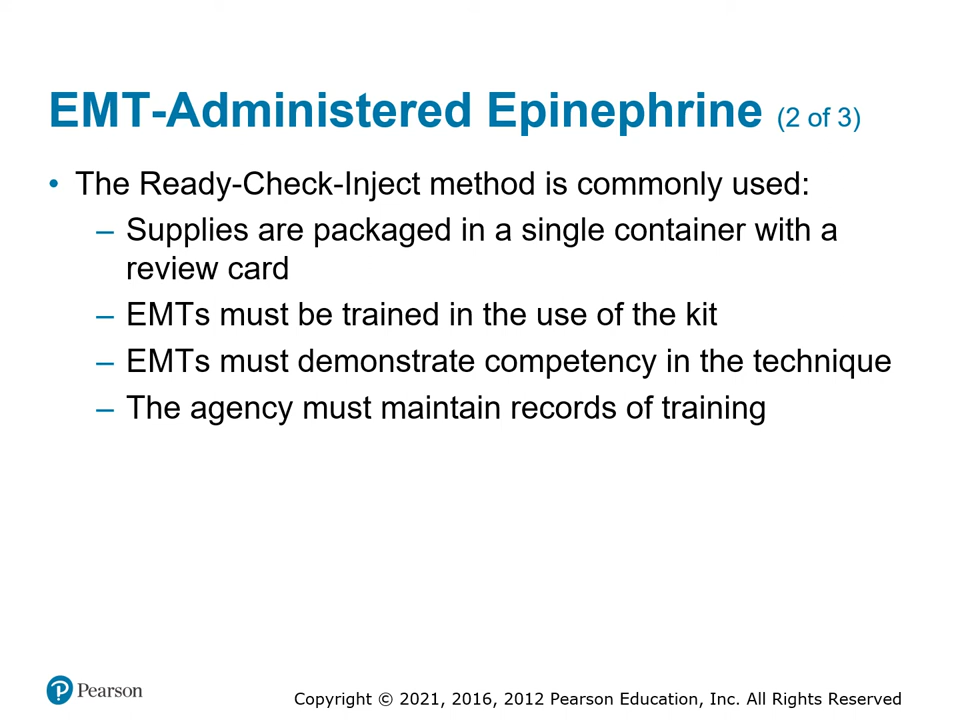 EMT-Administered Epinephrine (2 of 3)
• The Ready-Check-Inject method is commonly used:
– Supplies are packaged in a single container with a
review card
– EMTs must be trained in the use of the kit
– EMTs must demonstrate competency in the technique
– The agency must maintain records of training
Pearson
Copyright © 2021, 2016, 2012 Pearson Education, Inc. All Rights Reserved